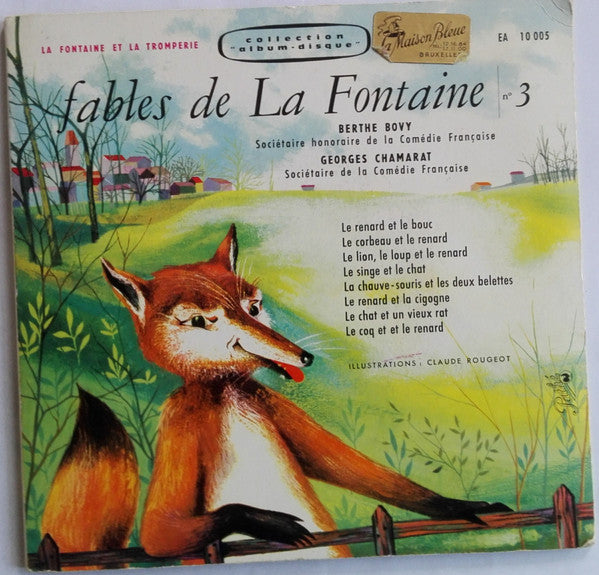 LA FONTAINE ET LA TROMPERIE
collection
"album-disque"
La Maison Bleue
BRUXELLES
EA 10 005
fables de La Fontaine n° 3
BERTHE BOVY
Sociétaire honoraire de la Comédie Française
GEORGES CHAMARAT
Sociétaire de la Comédie Française
Le renard et le bouc
Le corbeau et le renard
Le lion, le loup et le renard
Le singe et le chat
La chauve-souris et les deux belettes
Le renard et la cigogne
Le chat et un vieux rat
Le coq et et le renard
ILLUSTRATIONS : CLAUDE ROUGEOT
Pathé